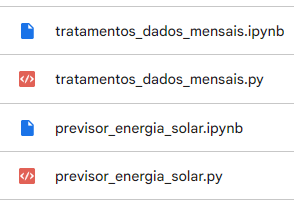 tratamentos_dados_mensais.ipynb
tratamentos_dados_mensais.py
previsor_energia_solar.ipynb
previsor_energia_solar.py